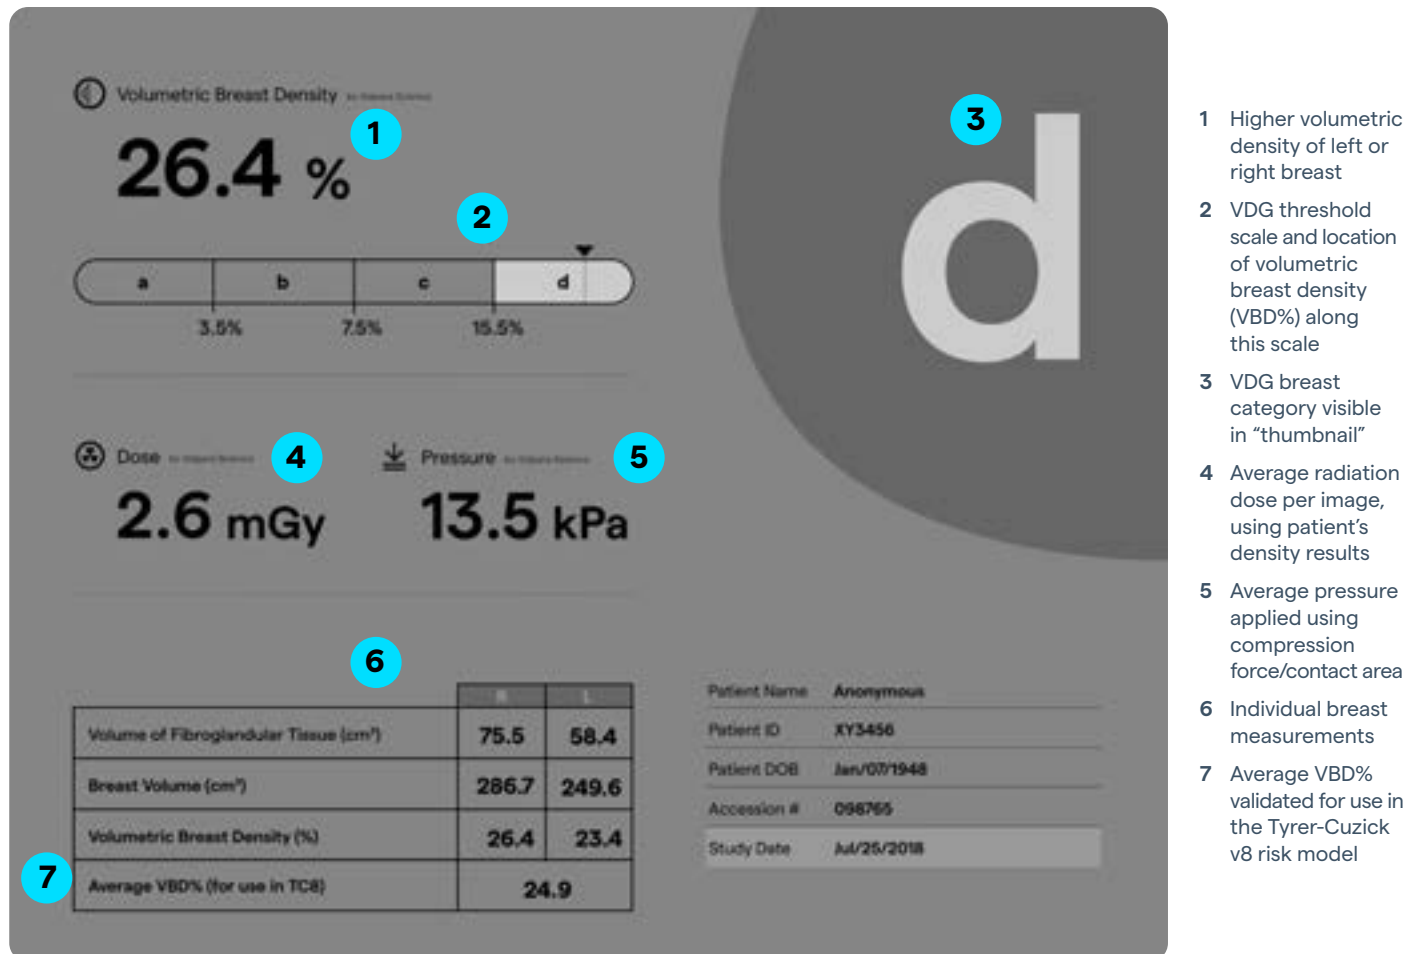 Volumetric Breast Density
1
26.4 %
2
3
d
a b c d
3.5% 7.5% 15.5%
Dose
4
Pressure
5
2.6 mGy
13.5 kPa
6
R L
Volume of Fibroglandular Tissue (cm³) 75.5 58.4
Breast Volume (cm³) 286.7 249.6
Volumetric Breast Density (%) 26.4 23.4
7
Average VBD% (for use in TC8) 24.9
Patient Name Anonymous
Patient ID XY3456
Patient DOB Jan/07/1948
Accession # 098765
Study Date Jul/25/2018
1 Higher volumetric
density of left or
right breast
2 VDG threshold
scale and location
of volumetric
breast density
(VBD%) along
this scale
3 VDG breast
category visible
in “thumbnail”
4 Average radiation
dose per image,
using patient’s
density results
5 Average pressure
applied using
compression
force/contact area
6 Individual breast
measurements
7 Average VBD%
validated for use in
the Tyrer-Cuzick
v8 risk model